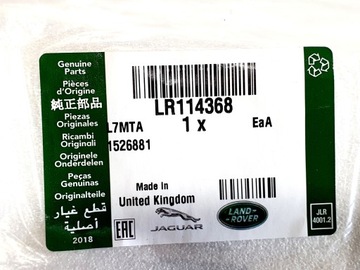 Genuine
Parts
Pièces
d'Origine
純正部品
Piezas
Originales
Ricambi
Originali
Originele
Onderdelen
Peças
Genuinas
Originalteile
قطع غيار
أصلية
2018
LR114368
1 x
EaA
L7MTA
1526881
Made in
United Kingdom
EAC
JAGUAR
LAND-
ROVER
JLR
4001.2